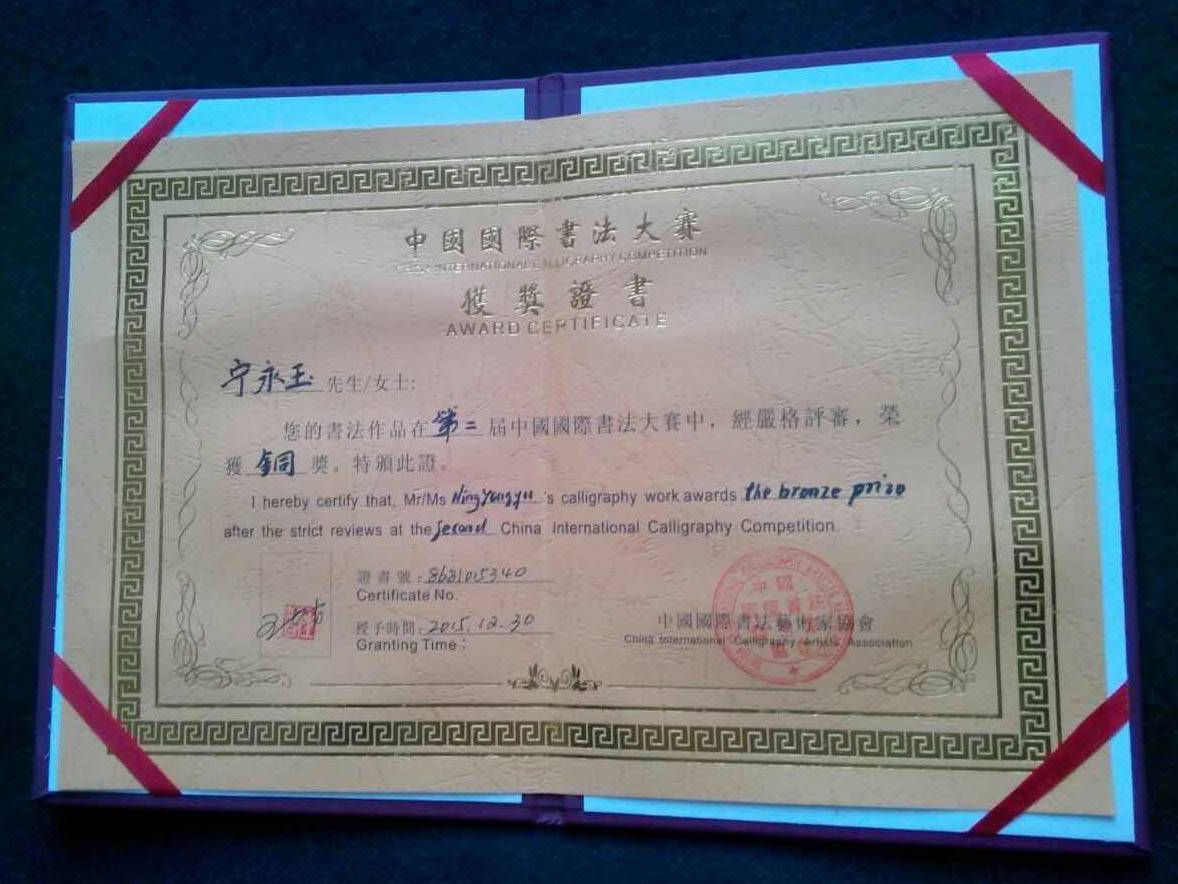 中國國際書法大賽
CHINA INTERNATIONAL CALLIGRAPHY COMPETITION
獲獎證書
AWARD CERTIFICATE
宁永玉 先生/女士:
您的書法作品在第二届中國國際書法大賽中，經嚴格評審，榮
獲 銅 奬。特頒此證。
I hereby certify that, Mr/Ms Ning Yongyu 's calligraphy work awards the bronze prize
after the strict reviews at the Second China International Calligraphy Competition
證書號: 8681015340
Certificate No.
授予時間: 2015.12.30
Granting Time:
中國國際書法藝術家協會
China International Calligraphy Artists Association